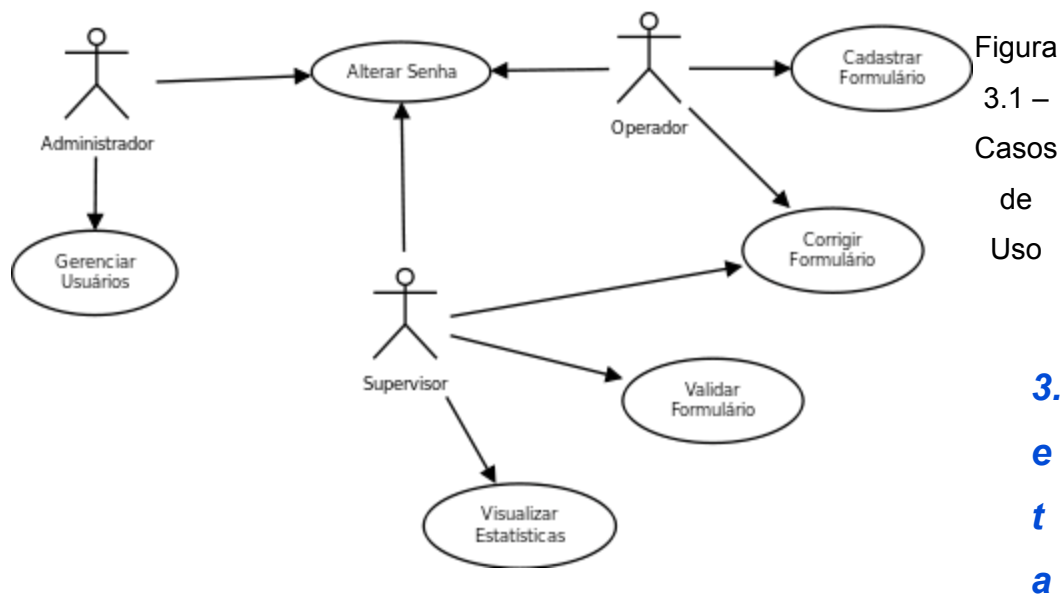 Alterar Senha
Administrador
Gerenciar
Usuários
Operador
Cadastrar
Formulário
Corrigir
Formulário
Supervisor
Validar
Formulário
Visualizar
Estatísticas
Figura
3.1 –
Casos
de
Uso
3.
e
t
a